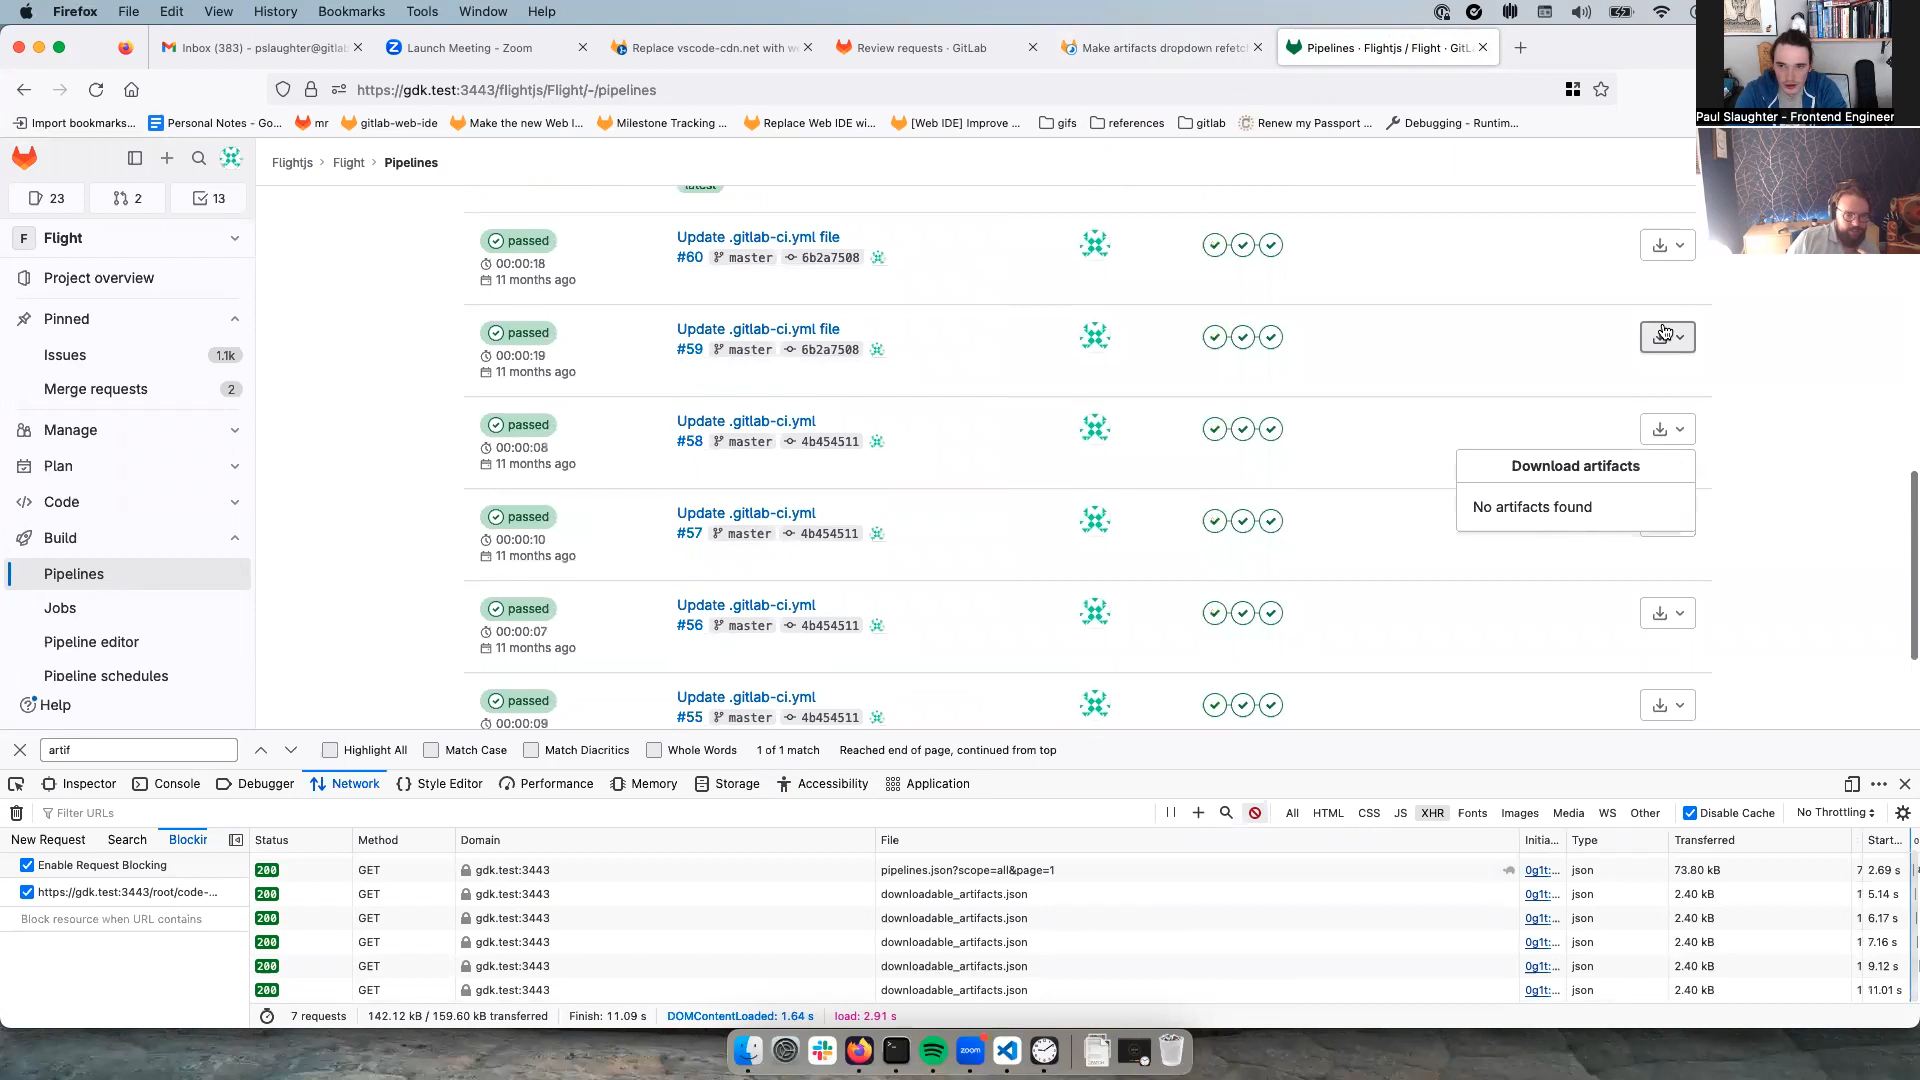 Firefox File Edit View History Bookmarks Tools Window Help
Inbox (383) - pslaughter@gitlab
Launch Meeting - Zoom
Replace vscode-cdn.net with w
Review requests · GitLab
Make artifacts dropdown refetc
Pipelines · Flightjs / Flight · GitL
https://gdk.test:3443/flightjs/Flight/-/pipelines
Import bookmarks...
Personal Notes - Go...
mr
gitlab-web-ide
Make the new Web I...
Milestone Tracking ...
Replace Web IDE wi...
[Web IDE] Improve ...
gifs
references
gitlab
Renew my Passport ...
Debugging - Runtim...
Paul Slaughter - Frontend Engineer
23
2
13
F Flight
Project overview
Pinned
Issues 1.1k
Merge requests 2
Manage
Plan
Code
Build
Pipelines
Jobs
Pipeline editor
Pipeline schedules
Help
Flightjs > Flight > Pipelines
latest
passed
00:00:18
11 months ago
Update .gitlab-ci.yml file
#60 master 6b2a7508
passed
00:00:19
11 months ago
Update .gitlab-ci.yml file
#59 master 6b2a7508
passed
00:00:08
11 months ago
Update .gitlab-ci.yml
#58 master 4b454511
Download artifacts
No artifacts found
passed
00:00:10
11 months ago
Update .gitlab-ci.yml
#57 master 4b454511
passed
00:00:07
11 months ago
Update .gitlab-ci.yml
#56 master 4b454511
passed
00:00:09
Update .gitlab-ci.yml
#55 master 4b454511
artif
Highlight All
Match Case
Match Diacritics
Whole Words
1 of 1 match
Reached end of page, continued from top
Inspector Console Debugger Network Style Editor Performance Memory Storage Accessibility Application
Filter URLs
All HTML CSS JS XHR Fonts Images Media WS Other
Disable Cache
No Throttling
New Request Search Blockin
Enable Request Blocking
https://gdk.test:3443/root/code-...
Block resource when URL contains
Status Method Domain File Initia... Type Transferred Start...
200 GET gdk.test:3443 pipelines.json?scope=all&page=1 0g1t:... json 73.80 kB 7 2.69 s
200 GET gdk.test:3443 downloadable_artifacts.json 0g1t:... json 2.40 kB 1 5.14 s
200 GET gdk.test:3443 downloadable_artifacts.json 0g1t:... json 2.40 kB 1 6.17 s
200 GET gdk.test:3443 downloadable_artifacts.json 0g1t:... json 2.40 kB 1 7.16 s
200 GET gdk.test:3443 downloadable_artifacts.json 0g1t:... json 2.40 kB 1 9.12 s
200 GET gdk.test:3443 downloadable_artifacts.json 0g1t:... json 2.40 kB 1 11.01 s
7 requests
142.12 kB / 159.60 kB transferred
Finish: 11.09 s
DOMContentLoaded: 1.64 s
load: 2.91 s
zoom